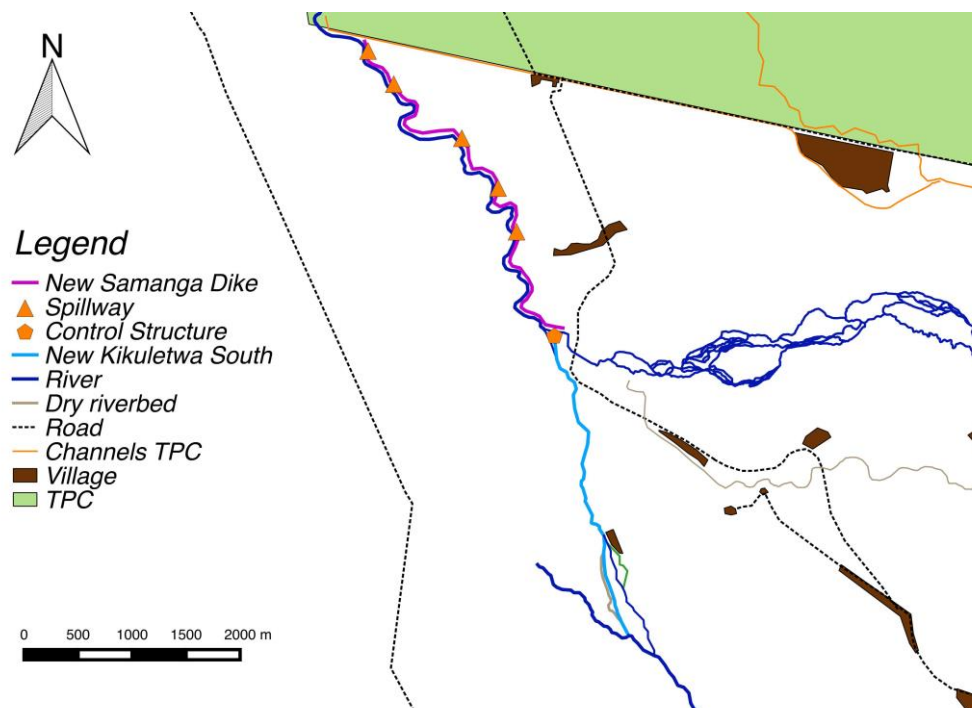 N
Legend
New Samanga Dike
Spillway
Control Structure
New Kikuletwa South
River
Dry riverbed
Road
Channels TPC
Village
TPC
0 500 1000 1500 2000 m